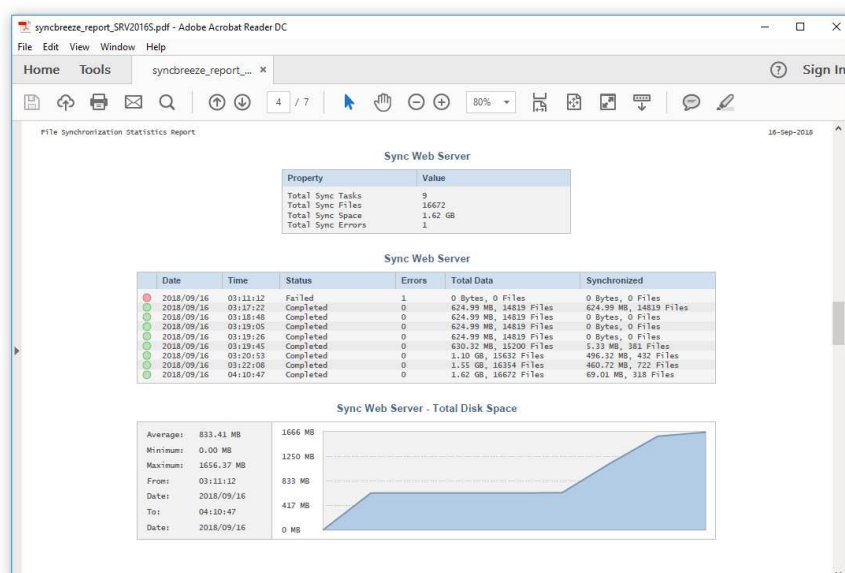 syncbreeze_report_SRV2016S.pdf - Adobe Acrobat Reader DC
File Edit View Window Help
Home Tools syncbreeze_report_... × ? Sign In
4 / 7 80%
File Synchronization Statistics Report 16-Sep-2018
Sync Web Server
Property Value
Total Sync Tasks 9
Total Sync Files 16672
Total Sync Space 1.62 GB
Total Sync Errors 1
Sync Web Server
Date Time Status Errors Total Data Synchronized
2018/09/16 03:11:12 Failed 1 0 Bytes, 0 Files 0 Bytes, 0 Files
2018/09/16 03:17:22 Completed 0 624.99 MB, 14819 Files 624.99 MB, 14819 Files
2018/09/16 03:18:48 Completed 0 624.99 MB, 14819 Files 0 Bytes, 0 Files
2018/09/16 03:19:05 Completed 0 624.99 MB, 14819 Files 0 Bytes, 0 Files
2018/09/16 03:19:26 Completed 0 624.99 MB, 14819 Files 0 Bytes, 0 Files
2018/09/16 03:19:45 Completed 0 630.32 MB, 15200 Files 5.33 MB, 381 Files
2018/09/16 03:20:53 Completed 0 1.10 GB, 15632 Files 496.32 MB, 432 Files
2018/09/16 03:22:08 Completed 0 1.55 GB, 16354 Files 460.72 MB, 722 Files
2018/09/16 04:10:47 Completed 0 1.62 GB, 16672 Files 69.01 MB, 318 Files
Sync Web Server - Total Disk Space
Average: 833.41 MB
Minimum: 0.00 MB
Maximum: 1656.37 MB
From: 03:11:12
Date: 2018/09/16
To: 04:10:47
Date: 2018/09/16
1666 MB
1250 MB
833 MB
417 MB
0 MB